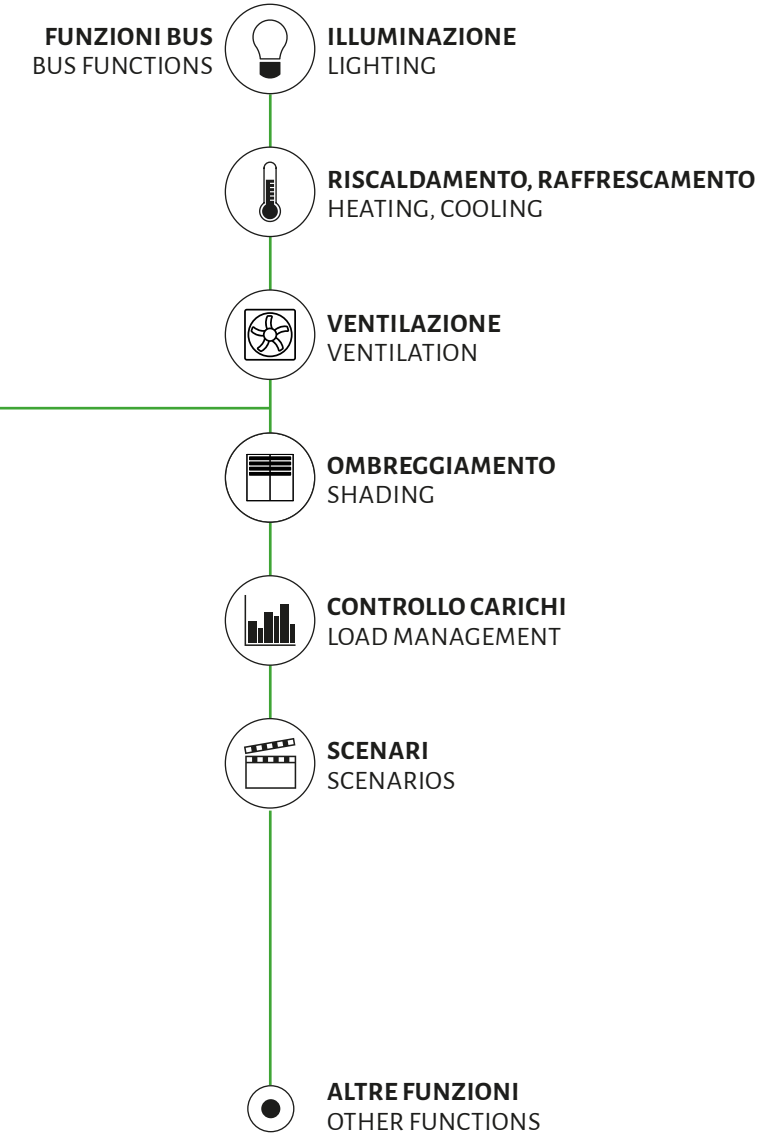 FUNZIONI BUS
BUS FUNCTIONS
ILLUMINAZIONE
LIGHTING
RISCALDAMENTO, RAFFRESCAMENTO
HEATING, COOLING
VENTILAZIONE
VENTILATION
OMBREGGIAMENTO
SHADING
CONTROLLO CARICHI
LOAD MANAGEMENT
SCENARI
SCENARIOS
ALTRE FUNZIONI
OTHER FUNCTIONS